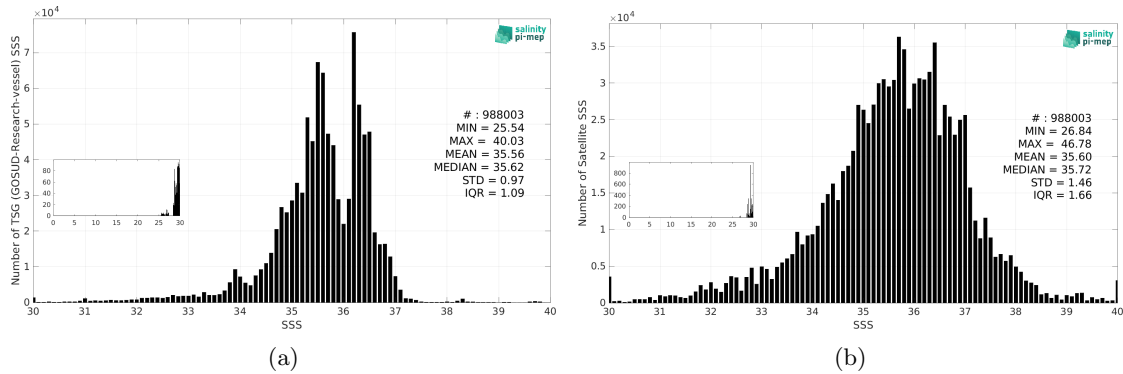 ×10⁴
8
7
6
5
4
3
2
1
0
Number of TSG (GOSUD-Research-vessel) SSS
salinity
pi-mep
# : 988003
MIN = 25.54
MAX = 40.03
MEAN = 35.56
MEDIAN = 35.62
STD = 0.97
IQR = 1.09
80
60
40
20
0
0 5 10 15 20 25 30
30 31 32 33 34 35 36 37 38 39 40
SSS
(a)
×10⁴
3.5
3
2.5
2
1.5
1
0.5
0
Number of Satellite SSS
salinity
pi-mep
# : 988003
MIN = 26.84
MAX = 46.78
MEAN = 35.60
MEDIAN = 35.72
STD = 1.46
IQR = 1.66
800
600
400
200
0
0 5 10 15 20 25 30
30 31 32 33 34 35 36 37 38 39 40
SSS
(b)